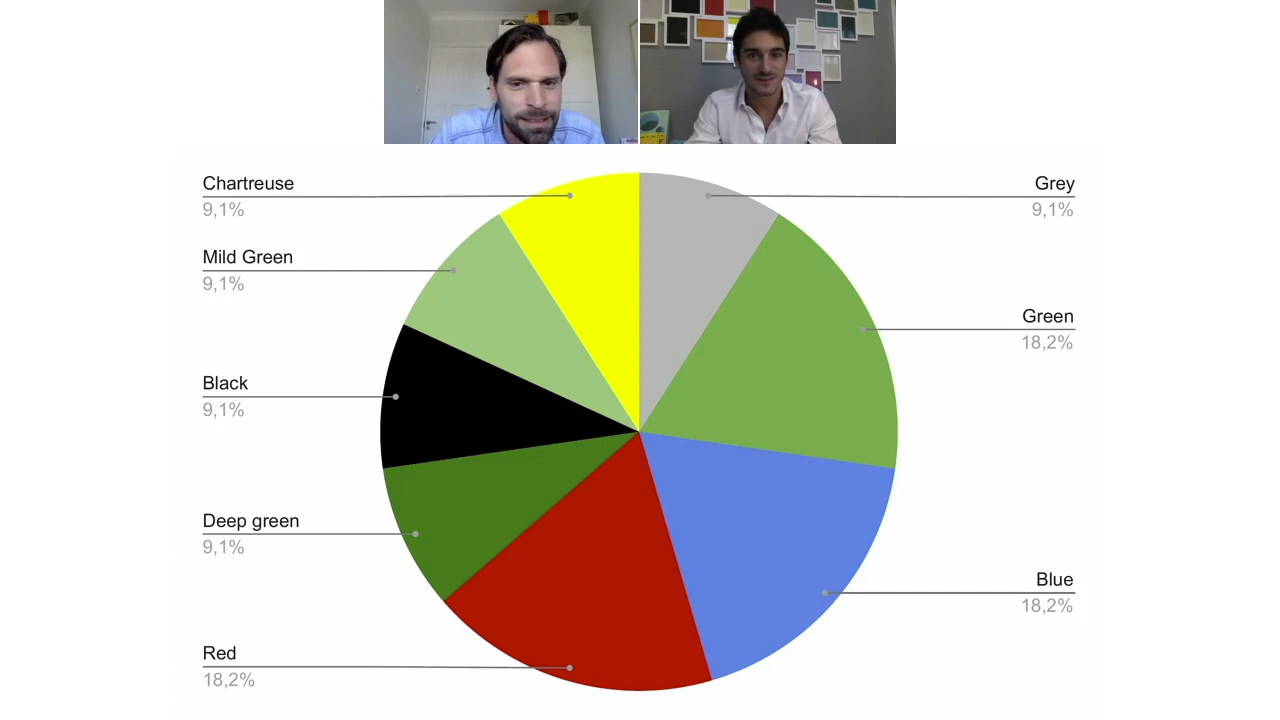 Chartreuse
9,1%
Grey
9,1%
Mild Green
9,1%
Green
18,2%
Black
9,1%
Deep green
9,1%
Blue
18,2%
Red
18,2%